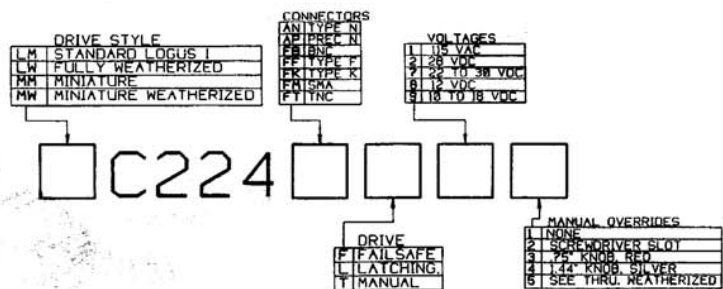 DRIVE STYLE
LM STANDARD LOGUS I
LW FULLY WEATHERIZED
MM MINIATURE
MW MINIATURE WEATHERIZED
CONNECTORS
AN TYPE N
AP PREC N
FB BNC
FF TYPE F
FK TYPE K
FM SMA
FT TNC
VOLTAGES
1 115 VAC
2 28 VDC
7 22 TO 30 VDC
8 12 VDC
9 10 TO 18 VDC
C224
DRIVE
F FAILSAFE
L LATCHING.
T MANUAL
MANUAL OVERRIDES
1 NONE
2 SCREWDRIVER SLOT
3 .75" KNOB, RED
4 1.44" KNOB, SILVER
5 SEE THRU. WEATHERIZED